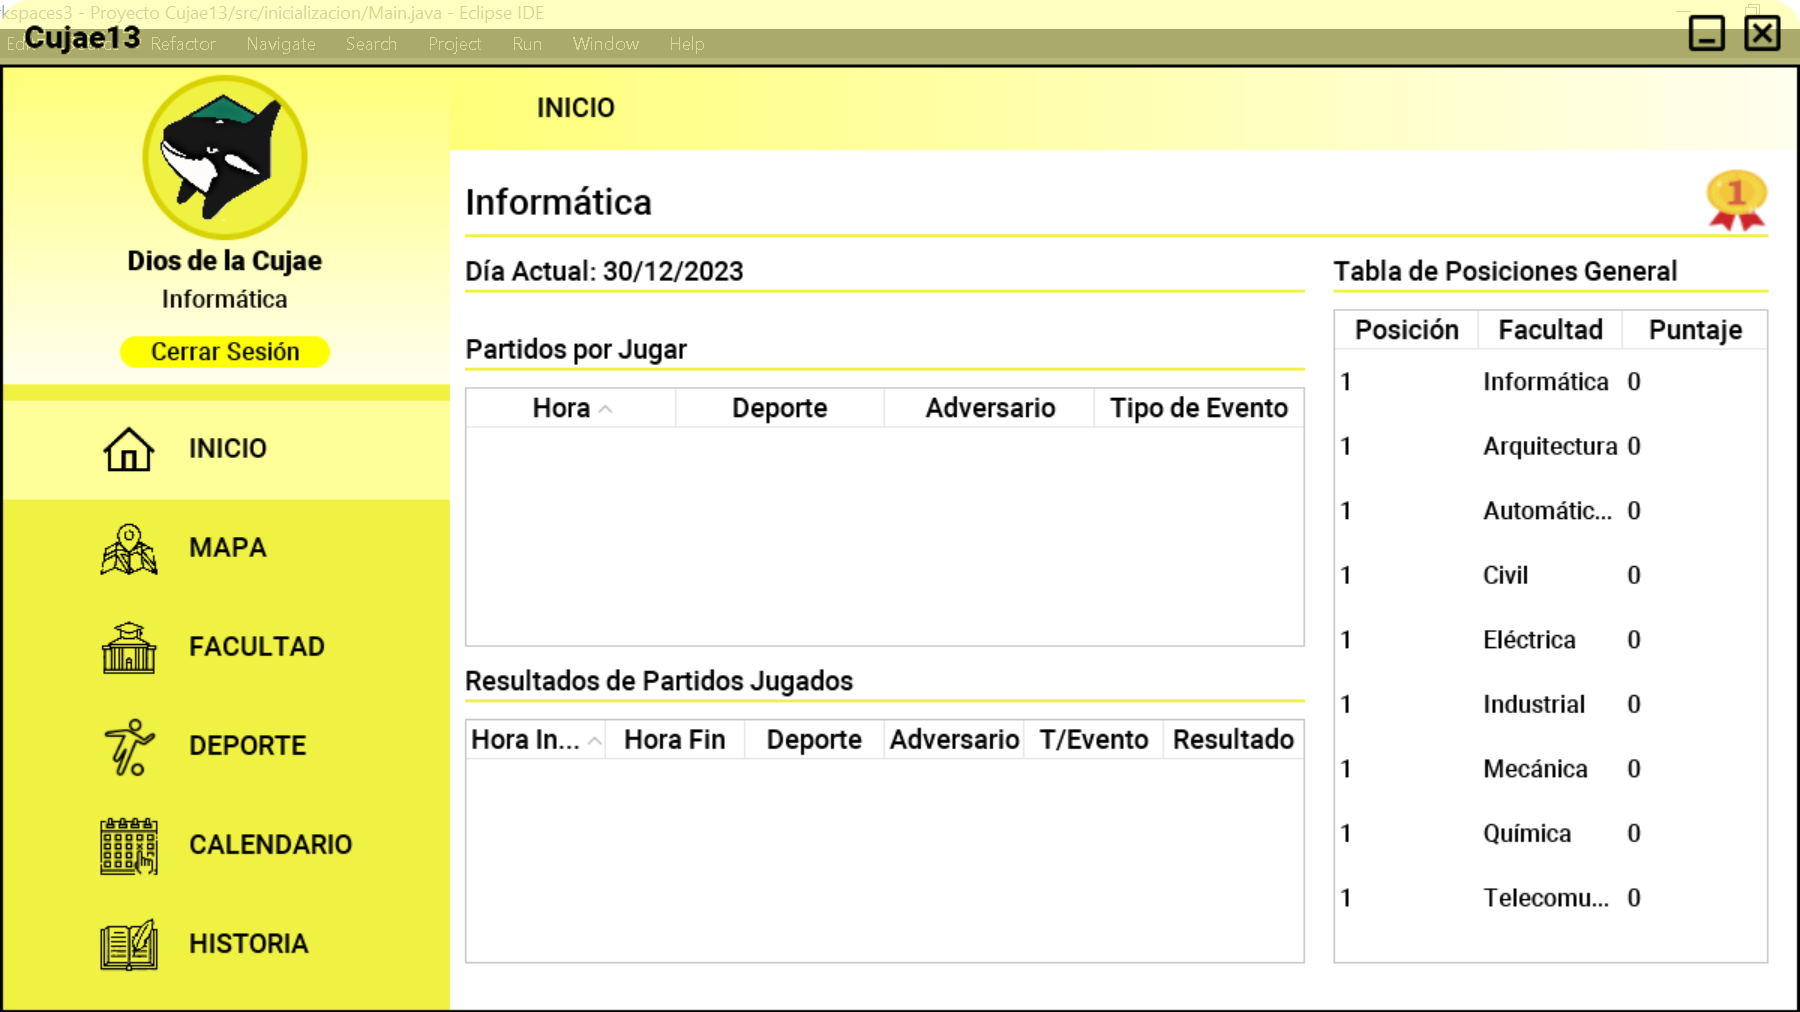 kspaces3 - Proyecto Cujae13/src/inicializacion/Main.java - Eclipse IDE
Refactor Navigate Search Project Run Window Help
Cujae13
Dios de la Cujae
Informática
Cerrar Sesión
INICIO
MAPA
FACULTAD
DEPORTE
CALENDARIO
HISTORIA
INICIO
Informática
1
Día Actual: 30/12/2023
Partidos por Jugar
Hora Deporte Adversario Tipo de Evento
Resultados de Partidos Jugados
Hora In... Hora Fin Deporte Adversario T/Evento Resultado
Tabla de Posiciones General
Posición Facultad Puntaje
1 Informática 0
1 Arquitectura 0
1 Automátic... 0
1 Civil 0
1 Eléctrica 0
1 Industrial 0
1 Mecánica 0
1 Química 0
1 Telecomu... 0